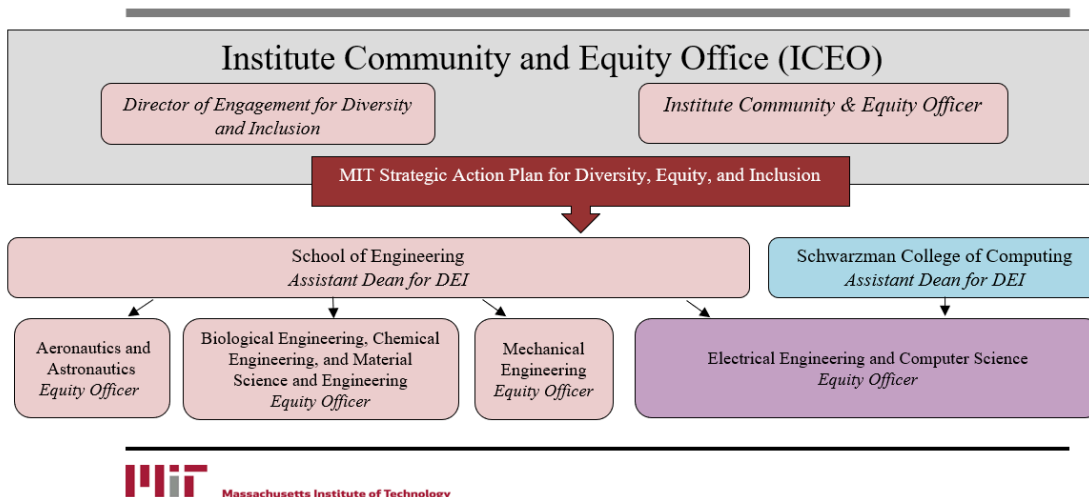 Institute Community and Equity Office (ICEO)
Director of Engagement for Diversity
and Inclusion
Institute Community & Equity Officer
MIT Strategic Action Plan for Diversity, Equity, and Inclusion
School of Engineering
Assistant Dean for DEI
Schwarzman College of Computing
Assistant Dean for DEI
Aeronautics and
Astronautics
Equity Officer
Biological Engineering, Chemical
Engineering, and Material
Science and Engineering
Equity Officer
Mechanical
Engineering
Equity Officer
Electrical Engineering and Computer Science
Equity Officer
MIT
Massachusetts Institute of Technology